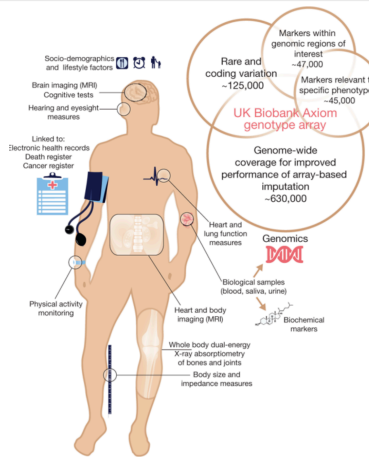 Socio-demographics
and lifestyle factors
Brain imaging (MRI)
Cognitive tests
Hearing and eyesight
measures
Linked to:
Electronic health records
Death register
Cancer register
Physical activity
monitoring
Rare and
coding variation
~125,000
Markers within
genomic regions of
interest
~47,000
Markers relevant
specific phenotyp
~45,000
UK Biobank Axiom
genotype array
Genome-wide
coverage for improved
performance of array-based
imputation
~630,000
Heart and
lung function
measures
Genomics
Biological samples
(blood, saliva, urine)
Biochemical
markers
Heart and body
imaging (MRI)
Whole body dual-energy
X-ray absorptiometry
of bones and joints
Body size and
impedance measures